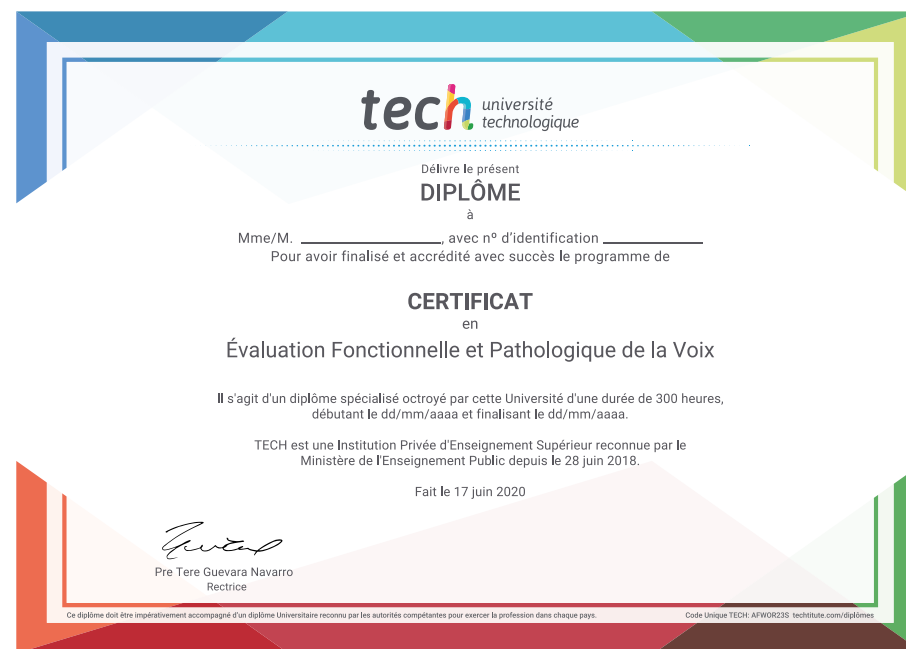 tech université
technologique
Délivre le présent
DIPLÔME
à
Mme/M. ____________________, avec nº d'identification ______________
Pour avoir finalisé et accrédité avec succès le programme de
CERTIFICAT
en
Évaluation Fonctionnelle et Pathologique de la Voix
Il s'agit d'un diplôme spécialisé octroyé par cette Université d'une durée de 300 heures,
débutant le dd/mm/aaaa et finalisant le dd/mm/aaaa.
TECH est une Institution Privée d'Enseignement Supérieur reconnue par le
Ministère de l'Enseignement Public depuis le 28 juin 2018.
Fait le 17 juin 2020
Pre Tere Guevara Navarro
Rectrice
Ce diplôme doit être impérativement accompagné d'un diplôme Universitaire reconnu par les autorités compétentes pour exercer la profession dans chaque pays.
Code Unique TECH: AFWOR23S techtitute.com/diplômes